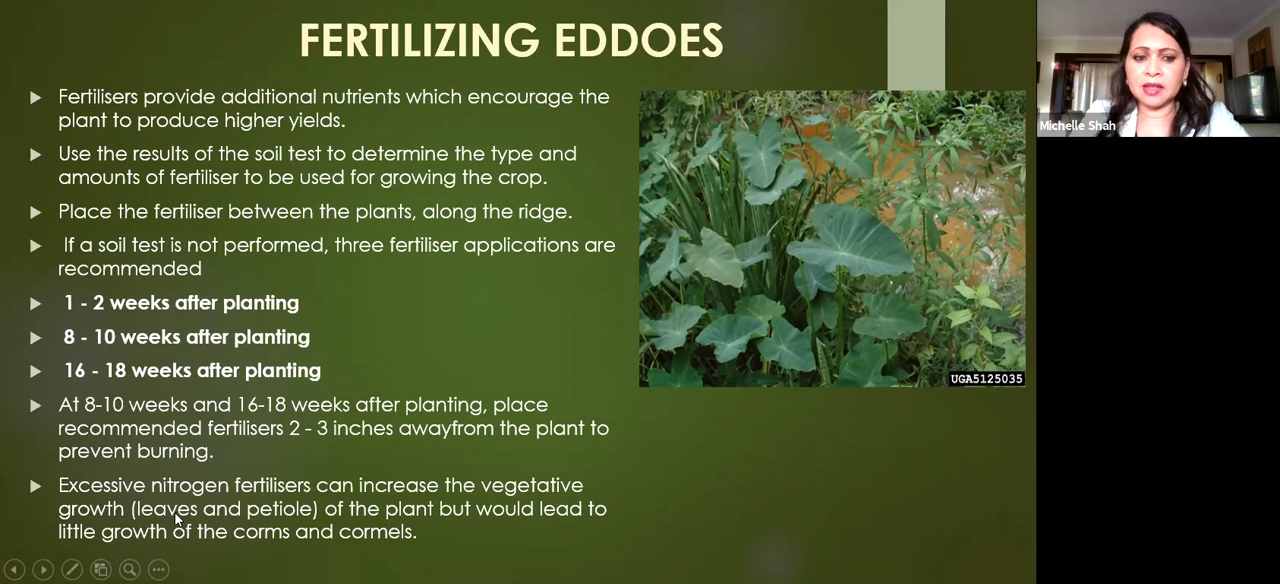 FERTILIZING EDDOES
Fertilisers provide additional nutrients which encourage the
plant to produce higher yields.
Use the results of the soil test to determine the type and
amounts of fertiliser to be used for growing the crop.
Place the fertiliser between the plants, along the ridge.
If a soil test is not performed, three fertiliser applications are
recommended
1 - 2 weeks after planting
8 - 10 weeks after planting
16 - 18 weeks after planting
At 8-10 weeks and 16-18 weeks after planting, place
recommended fertilisers 2 - 3 inches awayfrom the plant to
prevent burning.
Excessive nitrogen fertilisers can increase the vegetative
growth (leaves and petiole) of the plant but would lead to
little growth of the corms and cormels.
UGA5125035
Michelle Shah